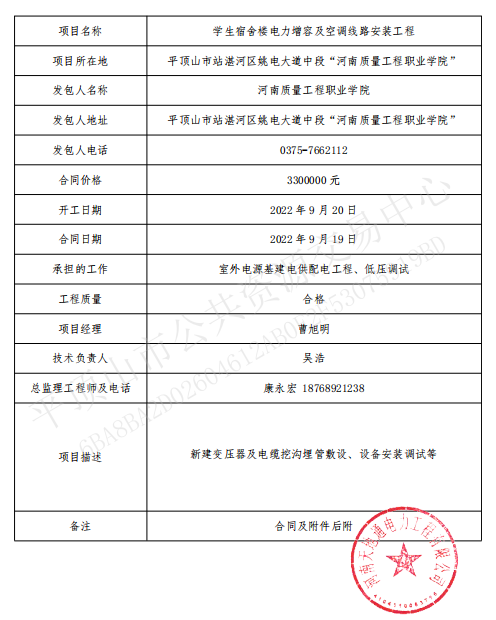 项目名称 学生宿舍楼电力增容及空调线路安装工程
项目所在地 平顶山市站湛河区姚电大道中段“河南质量工程职业学院”
发包人名称 河南质量工程职业学院
发包人地址 平顶山市站湛河区姚电大道中段“河南质量工程职业学院”
发包人电话 0375-7662112
合同价格 3300000元
开工日期 2022年9月20日
合同日期 2022年9月19日
承担的工作 室外电源基建电供配电工程、低压调试
工程质量 合格
项目经理 曹旭明
技术负责人 吴浩
总监理工程师及电话 康永宏 18768921238
项目描述 新建变压器及电缆挖沟埋管敷设、设备安装调试等
备注 合同及附件后附
平顶山市公共资源交易中心